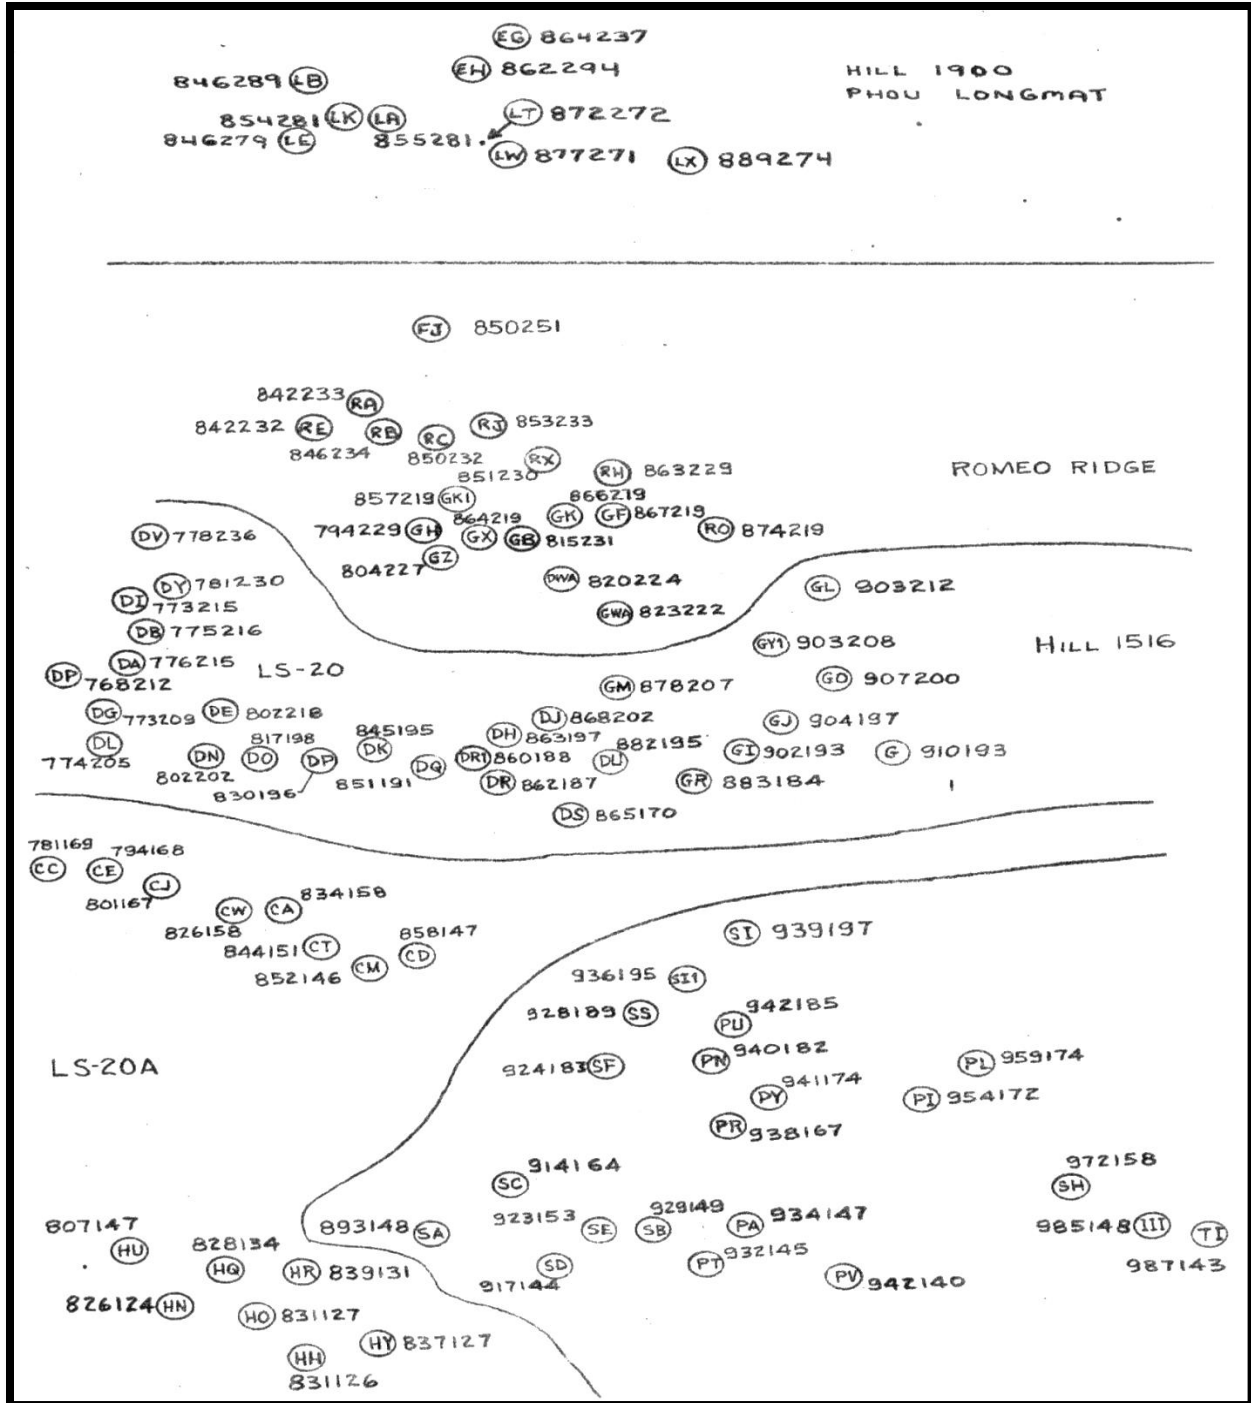 EG 864237
EH 862294
HILL 1900
PHOU LONGMAT
846289 LB
854281 LK LA
LT 872272
846279 LE
855281
LW 877271
LX 889274
FJ 850251
842233 RA
842232 RE
RB
846234
RC
850232
RJ 853233
RX
851230
RH 863229
ROMEO RIDGE
857219 GK1
866219
GK
GF 867219
794229 GH
864219
GX
GB 815231
RO 874219
DV 778236
804227 GZ
DWA 820224
GWA 823222
GL 903212
DY 781230
DI 773215
DB 775216
GY1 903208
HILL 1516
DA 776215
LS-20
DP 768212
GM 878207
GO 907200
DG 773209
DE 802218
DJ 868202
GJ 904197
DL
774205
DN
802202
817198
DO
DP
830196
845195
DK
DQ
851191
DH 863197
DR1 860188
882195
DU
GI 902193
G 910193
DR 862187
GR 883184
DS 865170
781169
CC
794168
CE
CJ
801167
CW
826158
834158
CA
844151 CT
858147
CD
852146 CM
SI 939197
936195 SI1
928189 SS
942185
PU
LS-20A
924183 SF
940182
PN
PL 959174
941174
PY
PI 954172
PR 938167
914164
SC
972158
SH
807147
HU
893148 SA
923153 SE
929149
SB
PA 934147
985148 III
TI
987143
828134
HQ
HR 839131
SD
917144
932145
PT
PV 942140
826124 HN
HO 831127
HY 837127
HH
831126